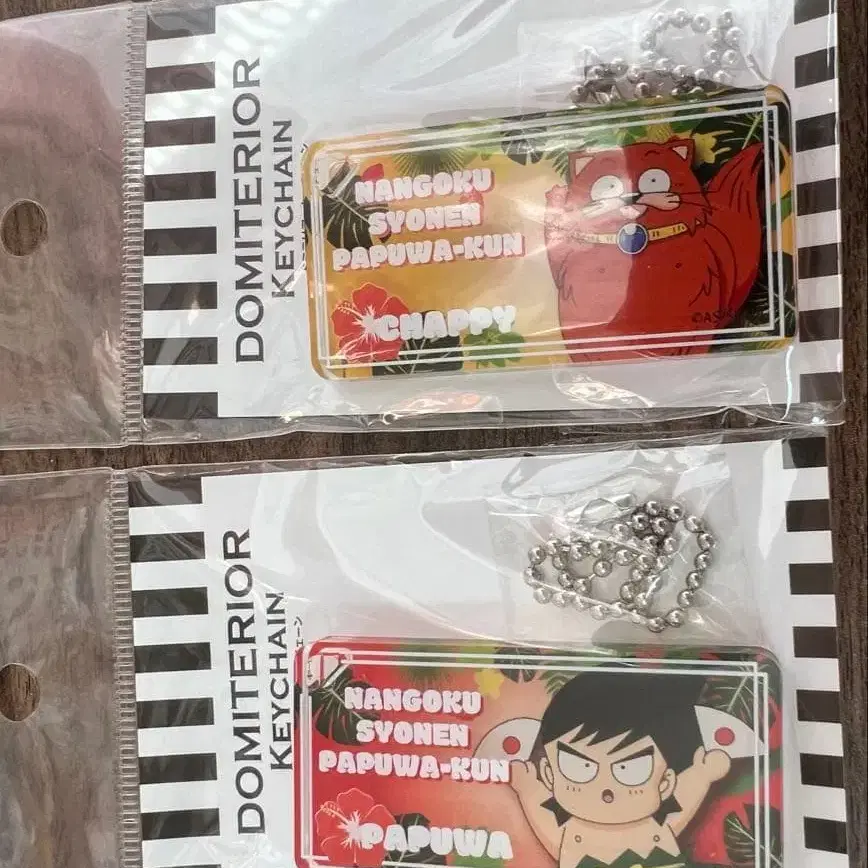 DOMITERIOR
KEYCHAIN
NANGOKU
SYONEN
PAPUWA-KUN
CHAPPY
DOMITERIOR
KEYCHAIN
NANGOKU
SYONEN
PAPUWA-KUN
PAPUWA